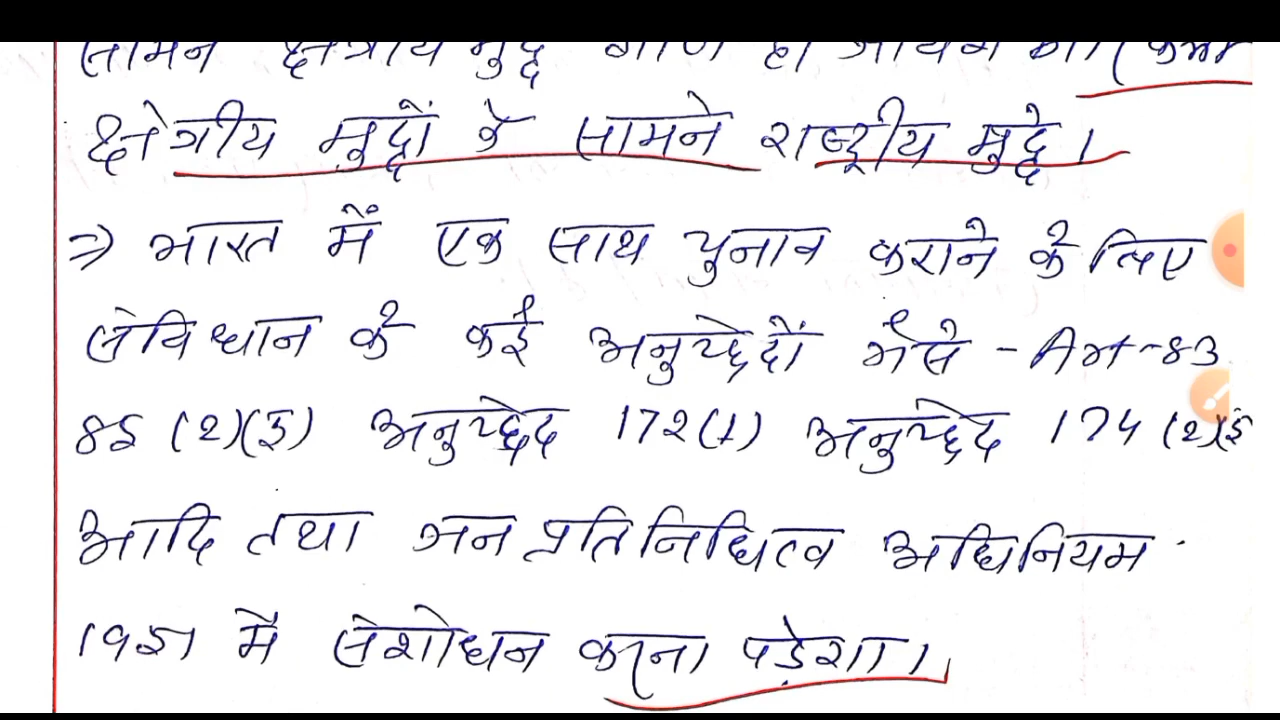 सामने क्षेत्रीय मुद्दे गौण हो जायेंगे
क्षेत्रीय मुद्दों के सामने राष्ट्रीय मुद्दे।
=> भारत में एक साथ चुनाव कराने के लिए
संविधान के कई अनुच्छेदों जैसे - Art-83
85 (2)(ई) अनुच्छेद 172(1) अनुच्छेद 174 (2)(ई
आदि तथा जन प्रतिनिधित्व अधिनियम
1951 में संशोधन करना पड़ेगा।